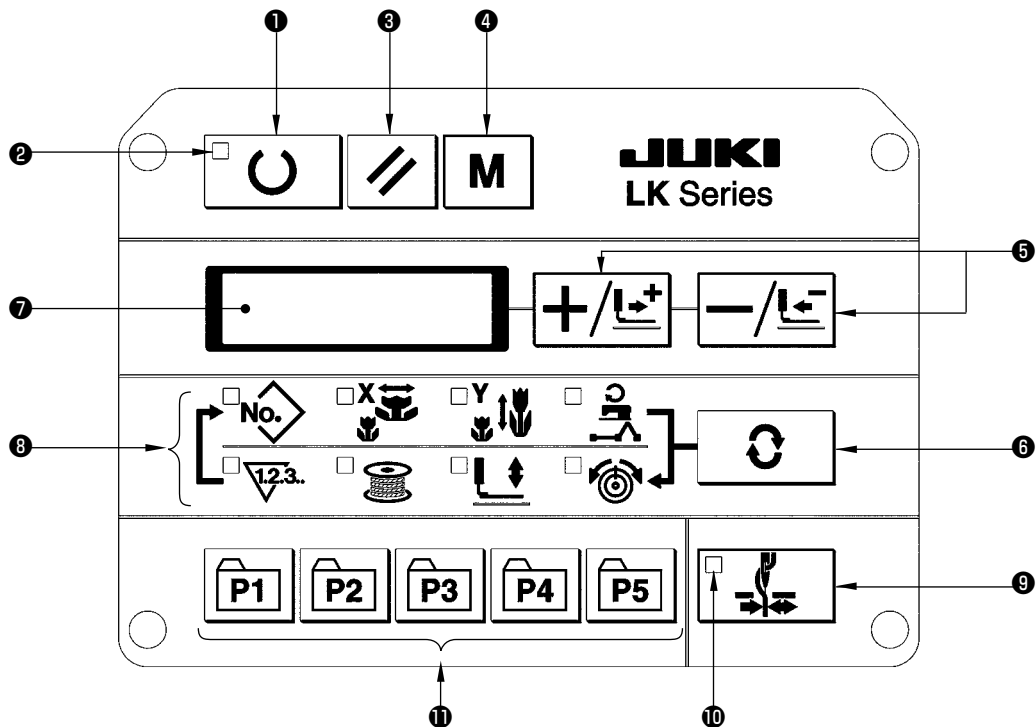 ❶ ❸ ❹
❷ M JUKI
LK Series
❺
❼ +/+ −/−
No. X Y
❽ ❻
1.2.3..
P1 P2 P3 P4 P5 ❾
⓫ ❿